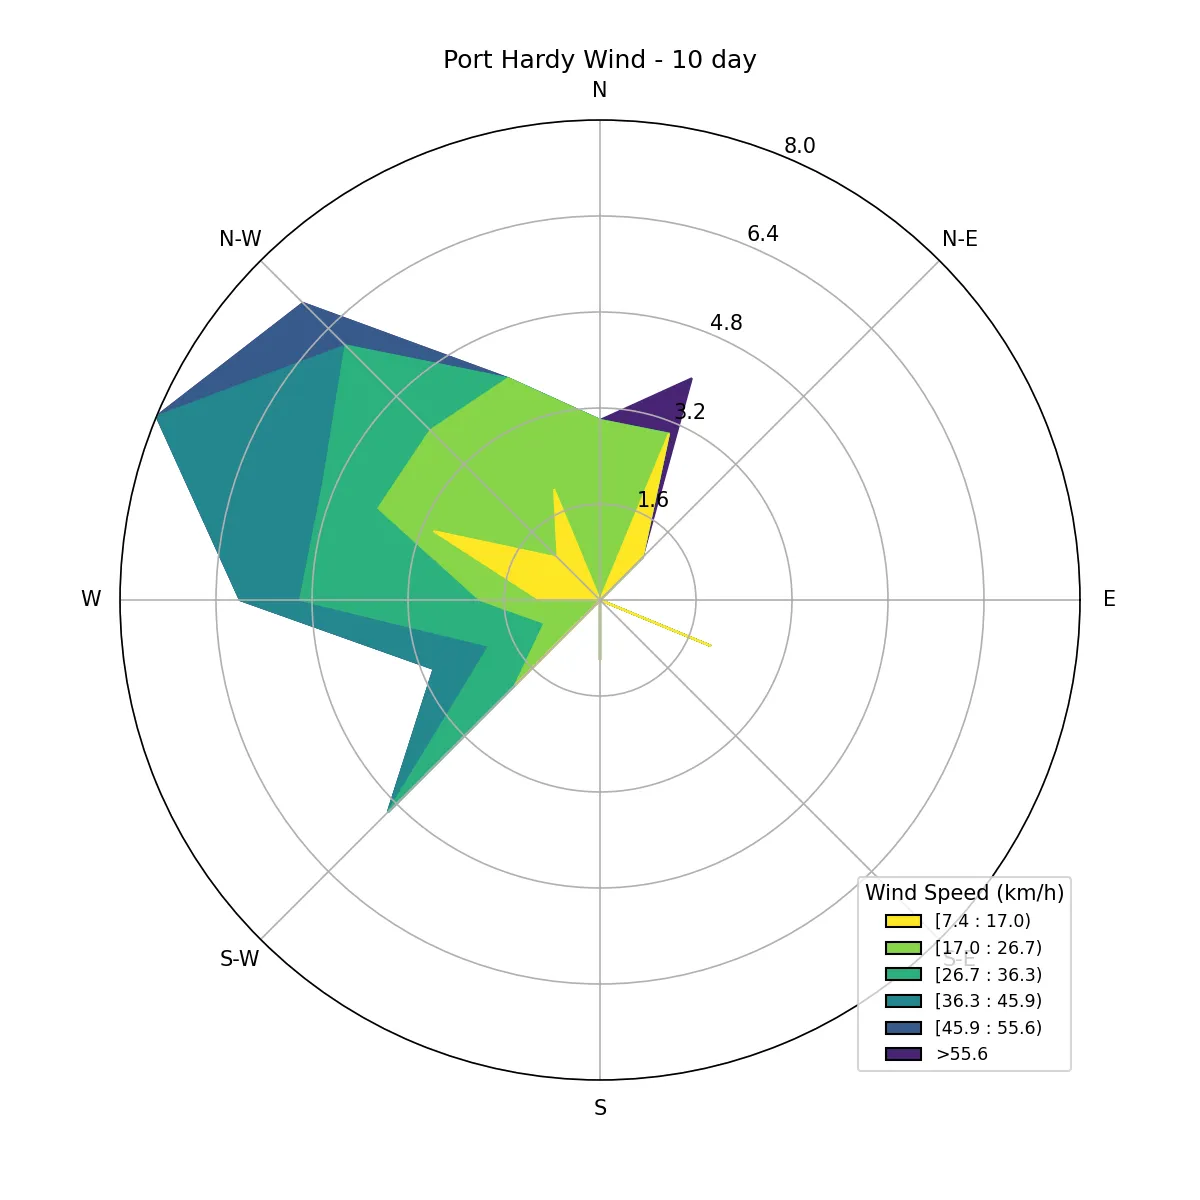 Port Hardy Wind - 10 day
N
8.0
N-W
6.4
N-E
4.8
3.2
1.6
W
E
S-W
S-E
Wind Speed (km/h)
[7.4 : 17.0)
[17.0 : 26.7)
[26.7 : 36.3)
[36.3 : 45.9)
[45.9 : 55.6)
>55.6
S